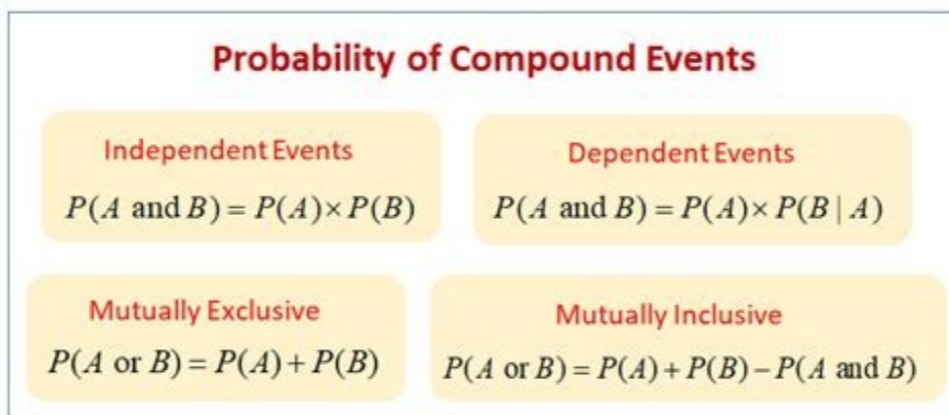 Probability of Compound Events
Independent Events
P(A and B) = P(A)×P(B)
Dependent Events
P(A and B) = P(A)× P(B | A)
Mutually Exclusive
P(A or B) = P(A)+ P(B)
Mutually Inclusive
P(A or B) = P(A)+P(B)−P(A and B)